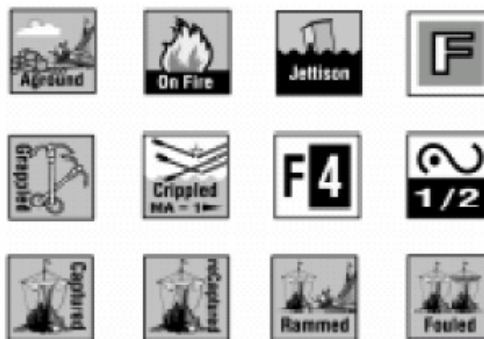 Aground
On Fire
Jettison
F
Grappled
Crippled
MA - 1
F 4
1/2
Captured
reCaptured
Rammed
Fouled